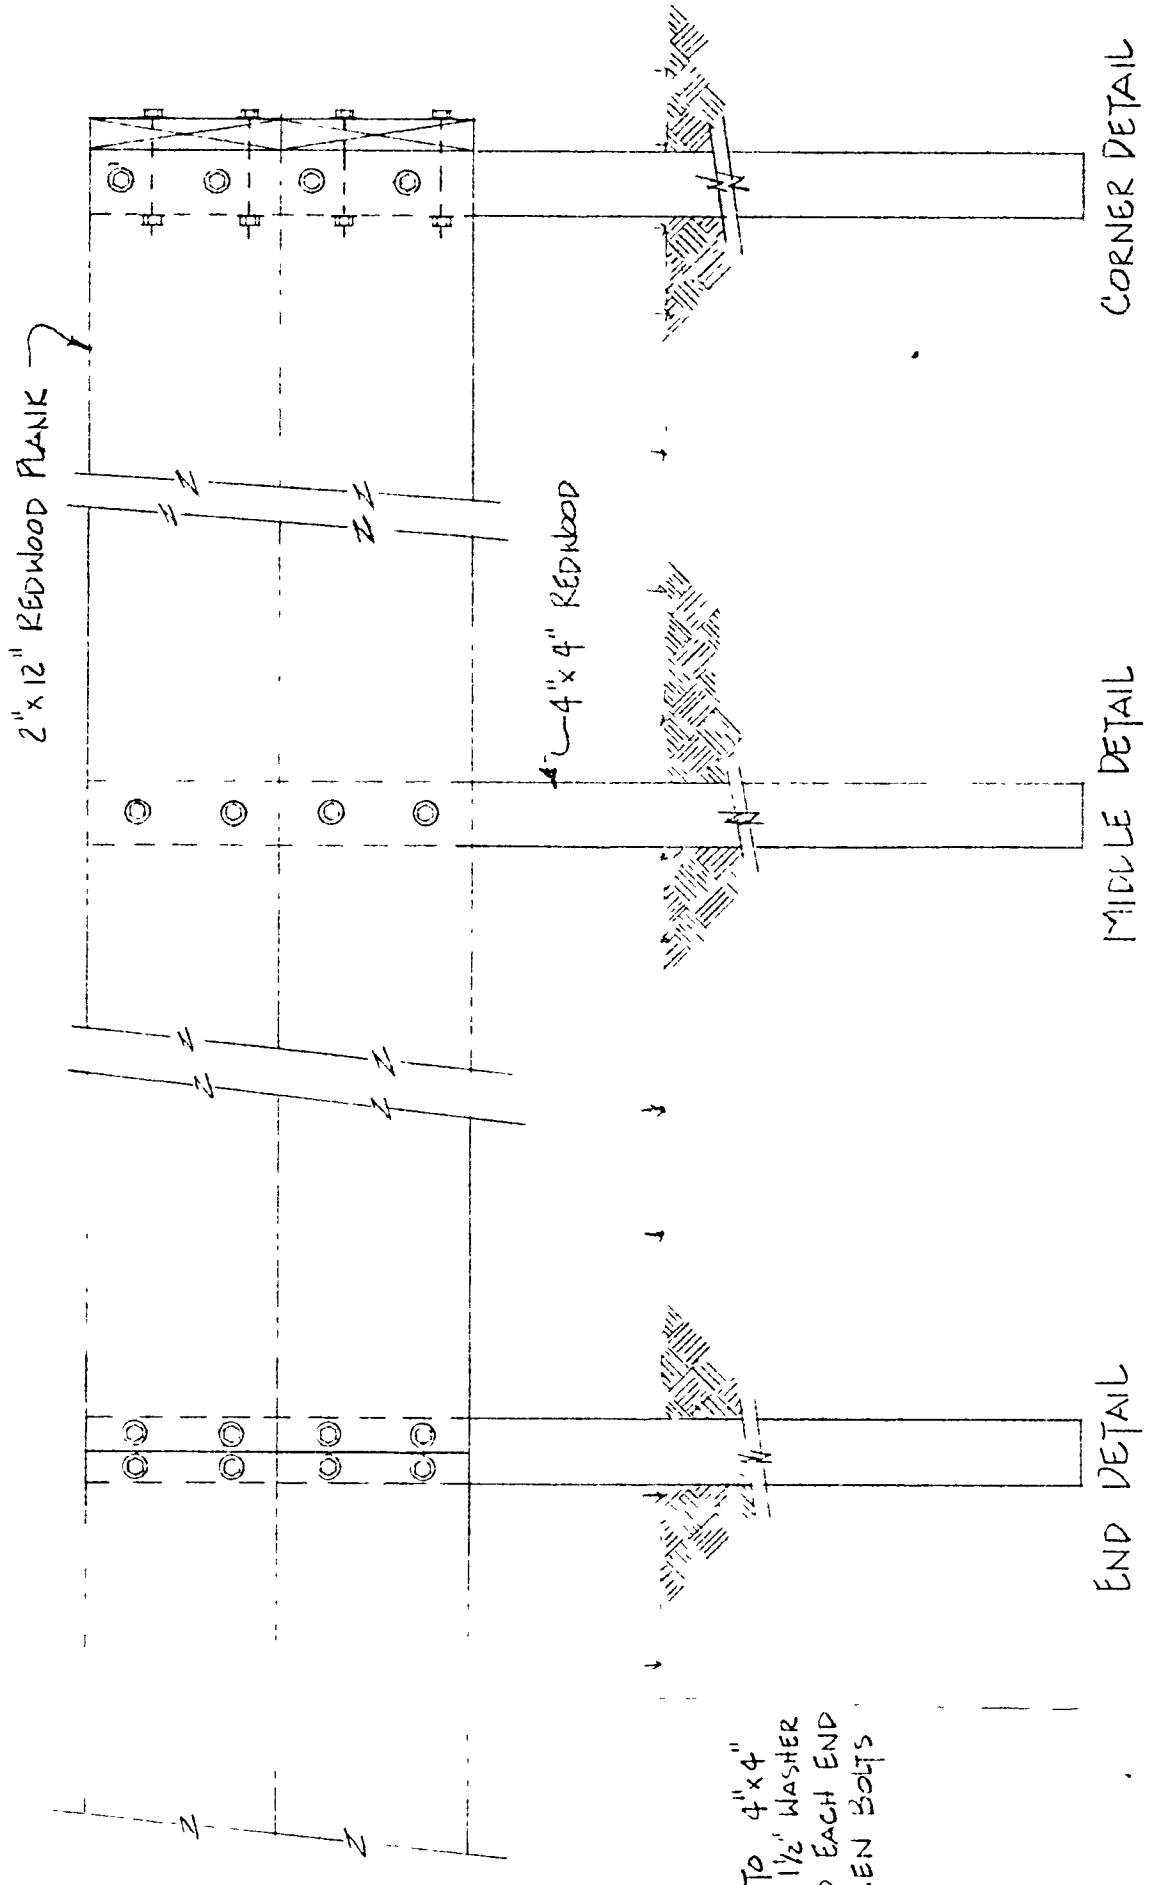 2"x12" REDWOOD PLANK
4"x4" REDWOOD
TO 4"x4"
1½" WASHER
EACH END
BOLTS
END DETAIL
MIDDLE DETAIL
CORNER DETAIL